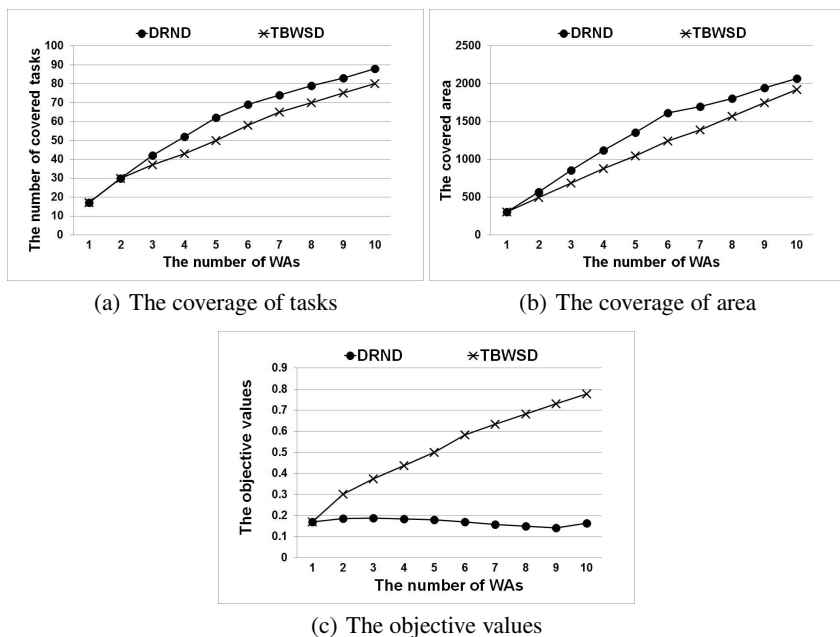 DRND TBWSD
100
90
80
70
60
50
40
30
20
10
0
The number of covered tasks
1 2 3 4 5 6 7 8 9 10
The number of WAs
(a) The coverage of tasks
DRND TBWSD
2500
2000
1500
1000
500
0
The covered area
1 2 3 4 5 6 7 8 9 10
The number of WAs
(b) The coverage of area
DRND TBWSD
0.9
0.8
0.7
0.6
0.5
0.4
0.3
0.2
0.1
0
The objective values
1 2 3 4 5 6 7 8 9 10
The number of WAs
(c) The objective values